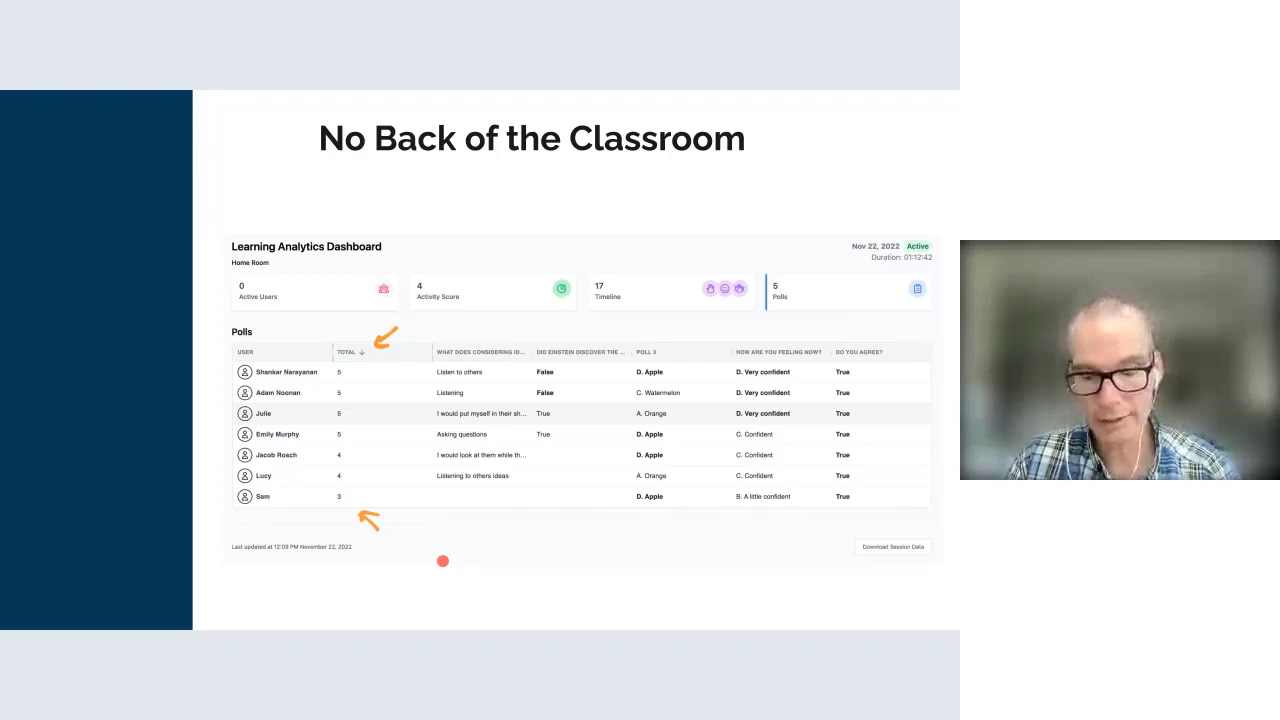 No Back of the Classroom
Learning Analytics Dashboard
Nov 22, 2022 Active
Home Room
Duration: 01:12:42
0
Active Users
4
Activity Score
17
Timeline
5
Polls
Polls
USER TOTAL WHAT DOES CONSIDERING ID... DID EINSTEIN DISCOVER THE ... POLL 3 HOW ARE YOU FEELING NOW? DO YOU AGREE?
Shankar Narayanan 5 Listen to others False D. Apple D. Very confident True
Adam Noonan 5 Listening False C. Watermelon D. Very confident True
Julie 5 I would put myself in their sh... True A. Orange D. Very confident True
Emily Murphy 5 Asking questions True D. Apple C. Confident True
Jacob Rosch 4 I would look at them while th... D. Apple C. Confident True
Lucy 4 Listening to others ideas A. Orange C. Confident True
Sam 3 D. Apple B. A little confident True
Last updated at 12:09 PM November 22, 2022
Download Session Data